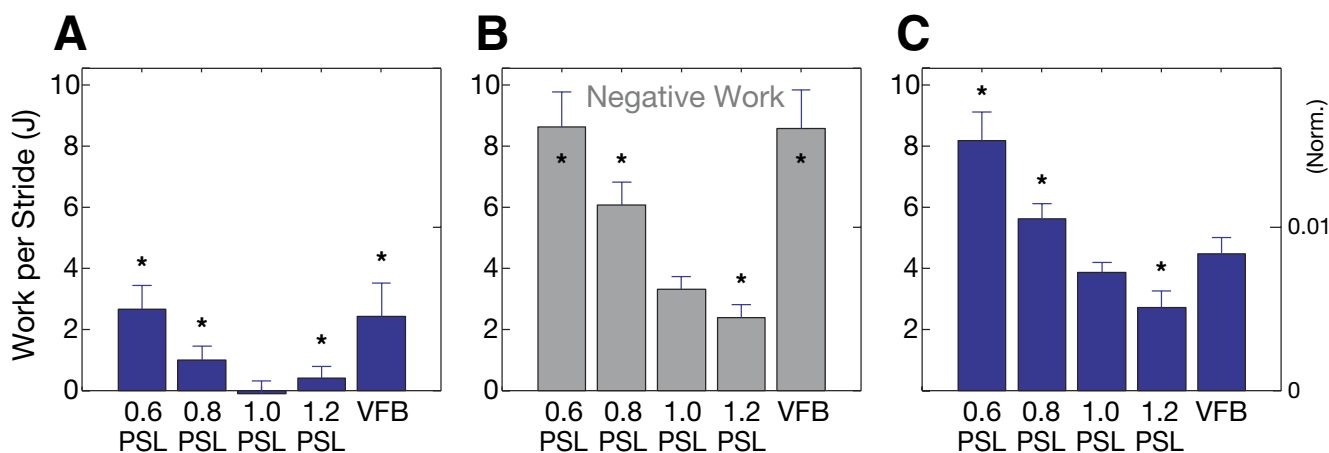 A B C
Work per Stride (J)
10 10 10
8 8 8
6 6 6
4 4 4
2 2 2
0 0
* * * *
Negative Work
* * * *
* * *
(Norm.)
0.01
0
0.6 0.8 1.0 1.2 VFB
PSL PSL PSL PSL
0.6 0.8 1.0 1.2 VFB
PSL PSL PSL PSL
0.6 0.8 1.0 1.2 VFB
PSL PSL PSL PSL